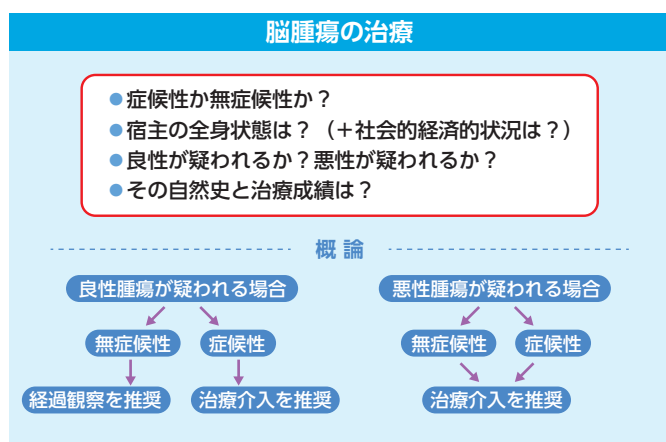 脳腫瘍の治療
●症候性か無症候性か？
●宿主の全身状態は？（＋社会的経済的状況は？）
●良性が疑われるか？悪性が疑われるか？
●その自然史と治療成績は？
概 論
良性腫瘍が疑われる場合
悪性腫瘍が疑われる場合
無症候性
症候性
無症候性
症候性
経過観察を推奨
治療介入を推奨
治療介入を推奨